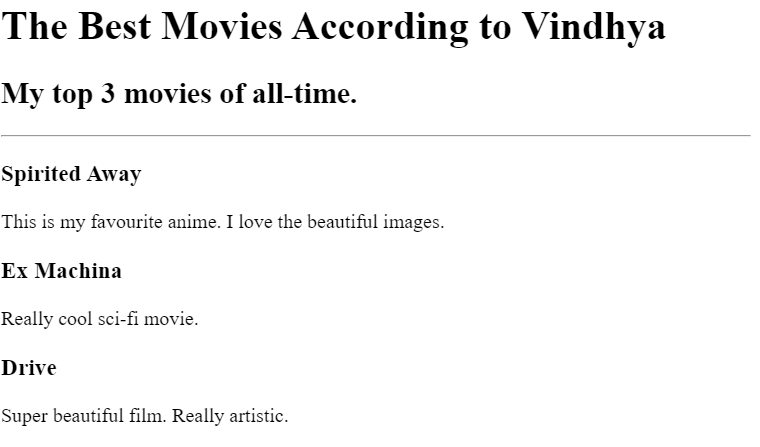 The Best Movies According to Vindhya
My top 3 movies of all-time.
Spirited Away
This is my favourite anime. I love the beautiful images.
Ex Machina
Really cool sci-fi movie.
Drive
Super beautiful film. Really artistic.